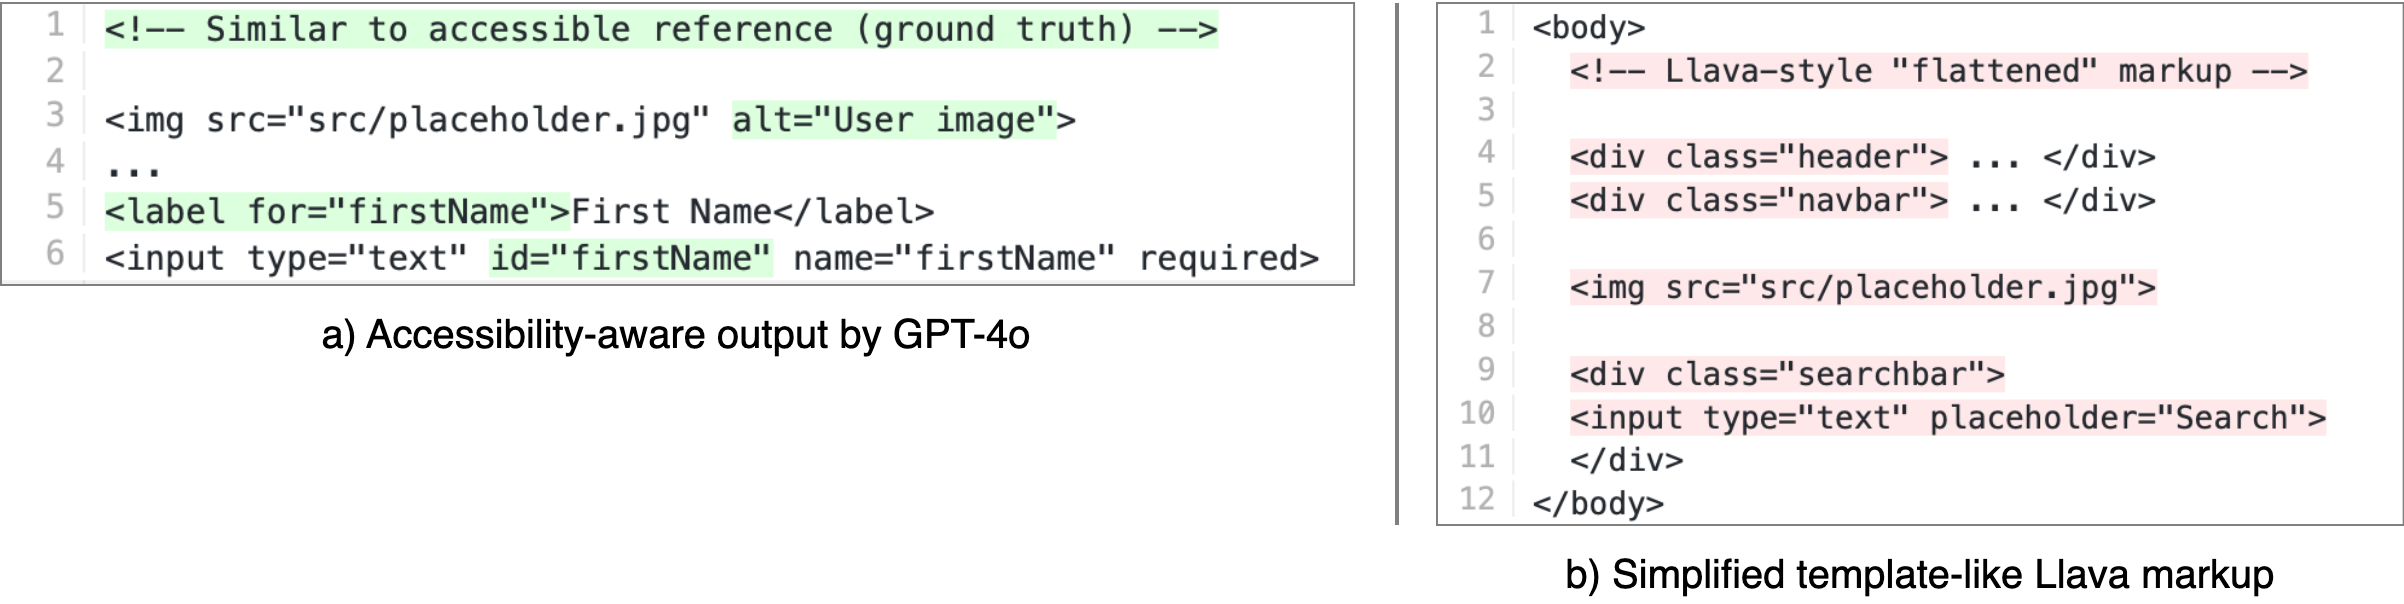 1 <!-- Similar to accessible reference (ground truth) -->
2
3 <img src="src/placeholder.jpg" alt="User image">
4 ...
5 <label for="firstName">First Name</label>
6 <input type="text" id="firstName" name="firstName" required>
a) Accessibility-aware output by GPT-4o
1 <body>
2 <!-- Llava-style "flattened" markup -->
3
4 <div class="header"> ... </div>
5 <div class="navbar"> ... </div>
6
7 <img src="src/placeholder.jpg">
8
9 <div class="searchbar">
10 <input type="text" placeholder="Search">
11 </div>
12 </body>
b) Simplified template-like Llava markup